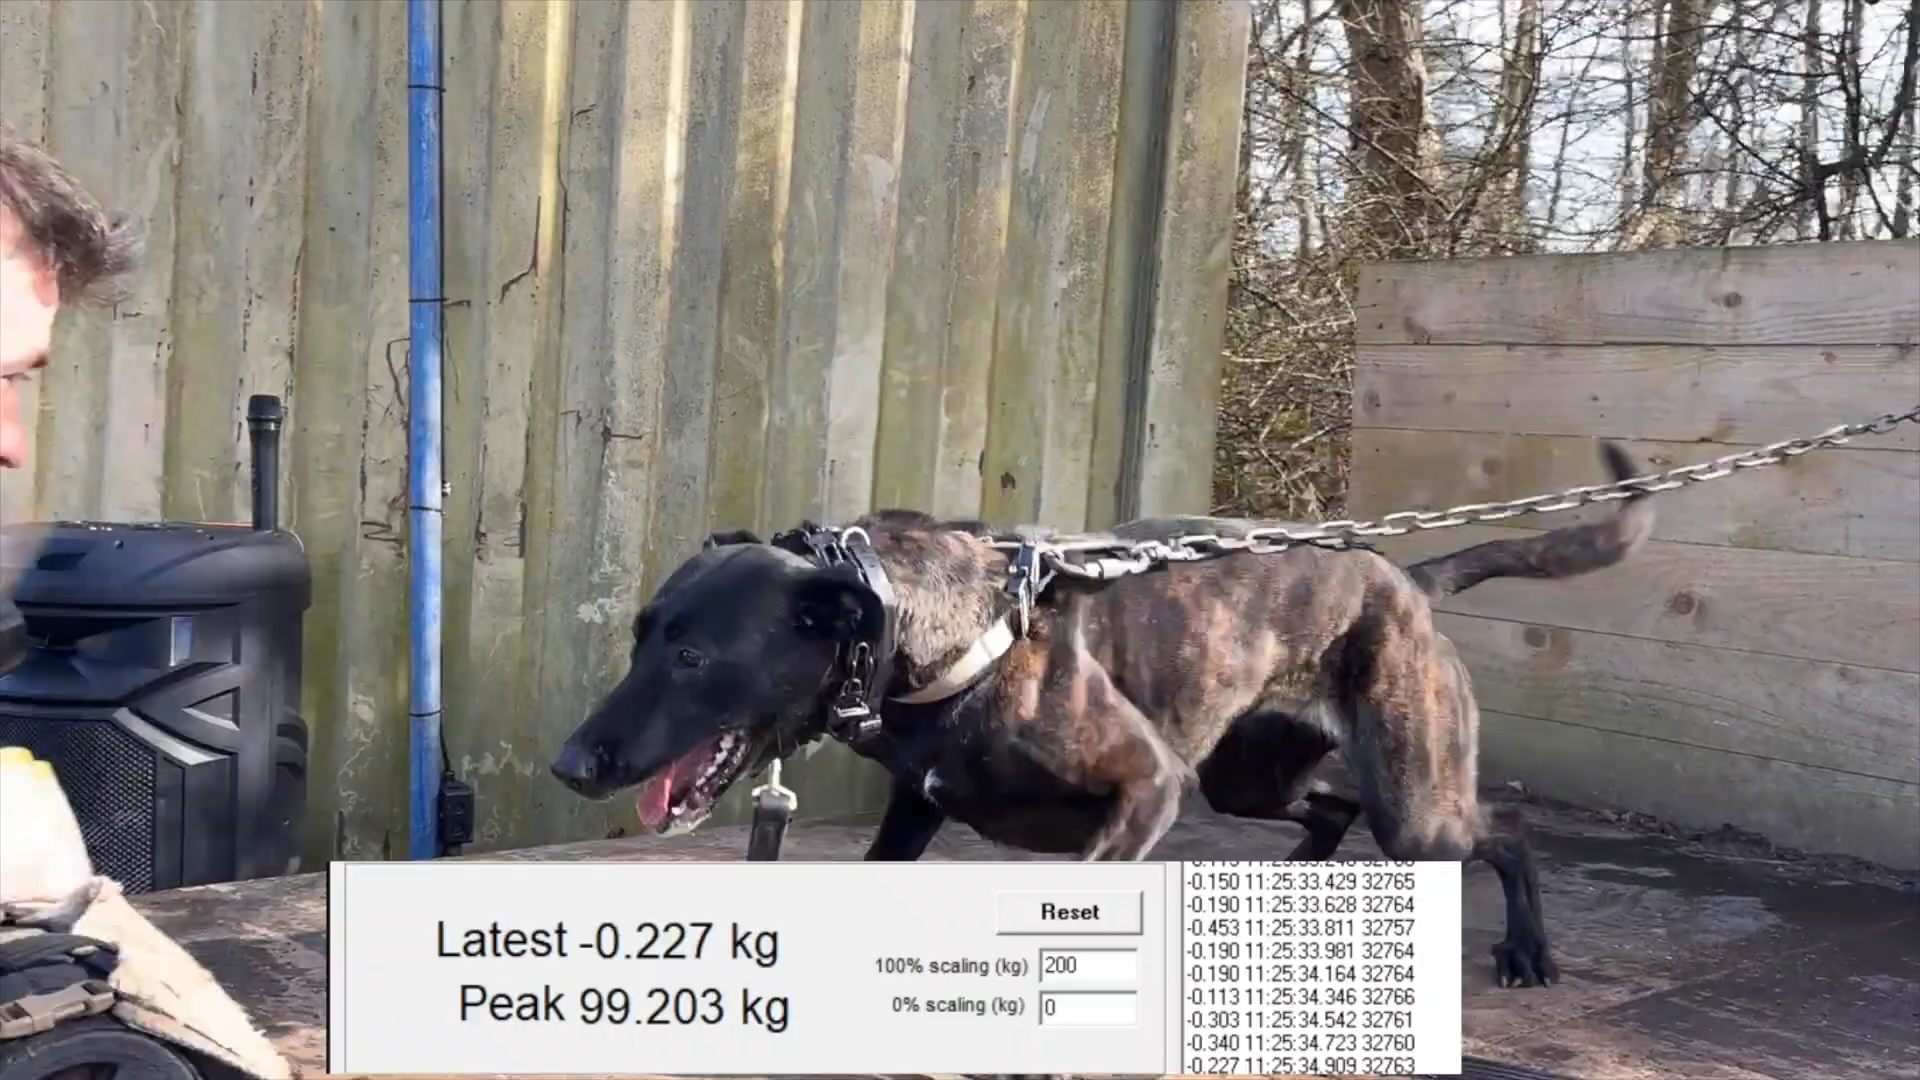 Latest -0.227 kg
Peak 99.203 kg
Reset
100% scaling (kg) 200
0% scaling (kg) 0
-0.150 11:25:33.429 32765
-0.190 11:25:33.628 32764
-0.453 11:25:33.811 32757
-0.190 11:25:33.981 32764
-0.190 11:25:34.164 32764
-0.113 11:25:34.346 32766
-0.303 11:25:34.542 32761
-0.340 11:25:34.723 32760
-0.227 11:25:34.909 32763